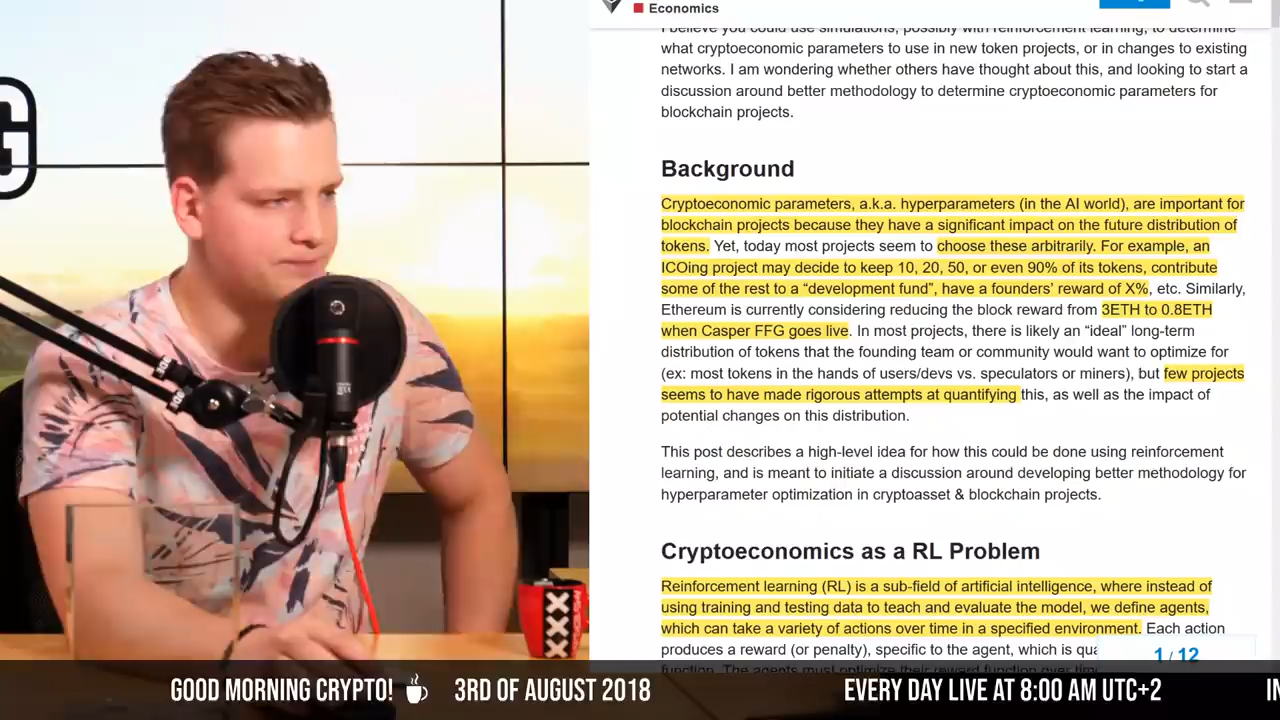 G
Economics
I believe you could use simulations, possibly with reinforcement learning, to determine
what cryptoeconomic parameters to use in new token projects, or in changes to existing
networks. I am wondering whether others have thought about this, and looking to start a
discussion around better methodology to determine cryptoeconomic parameters for
blockchain projects.
Background
Cryptoeconomic parameters, a.k.a. hyperparameters (in the AI world), are important for
blockchain projects because they have a significant impact on the future distribution of
tokens. Yet, today most projects seem to choose these arbitrarily. For example, an
ICOing project may decide to keep 10, 20, 50, or even 90% of its tokens, contribute
some of the rest to a “development fund”, have a founders’ reward of X%, etc. Similarly,
Ethereum is currently considering reducing the block reward from 3ETH to 0.8ETH
when Casper FFG goes live. In most projects, there is likely an “ideal” long-term
distribution of tokens that the founding team or community would want to optimize for
(ex: most tokens in the hands of users/devs vs. speculators or miners), but few projects
seems to have made rigorous attempts at quantifying this, as well as the impact of
potential changes on this distribution.
This post describes a high-level idea for how this could be done using reinforcement
learning, and is meant to initiate a discussion around developing better methodology for
hyperparameter optimization in cryptoasset & blockchain projects.
Cryptoeconomics as a RL Problem
Reinforcement learning (RL) is a sub-field of artificial intelligence, where instead of
using training and testing data to teach and evaluate the model, we define agents,
which can take a variety of actions over time in a specified environment. Each action
produces a reward (or penalty), specific to the agent, which is qua
function. The agents must optimize their reward function over time
1 / 12
XXX
GOOD MORNING CRYPTO! 3RD OF AUGUST 2018 EVERY DAY LIVE AT 8:00 AM UTC+2 IN